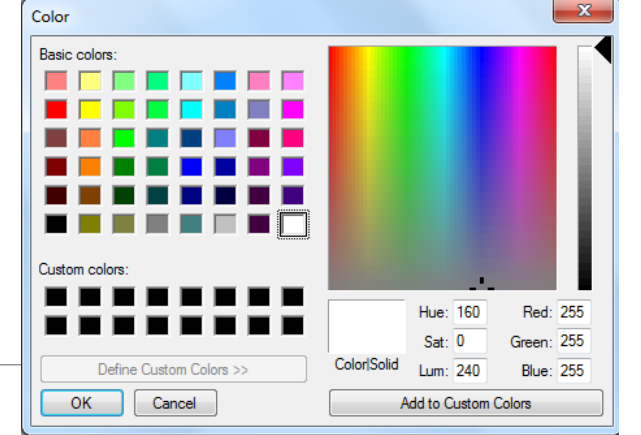 Color
Basic colors:
Custom colors:
Define Custom Colors >>
OK Cancel
Color|Solid
Hue: 160 Red: 255
Sat: 0 Green: 255
Lum: 240 Blue: 255
Add to Custom Colors